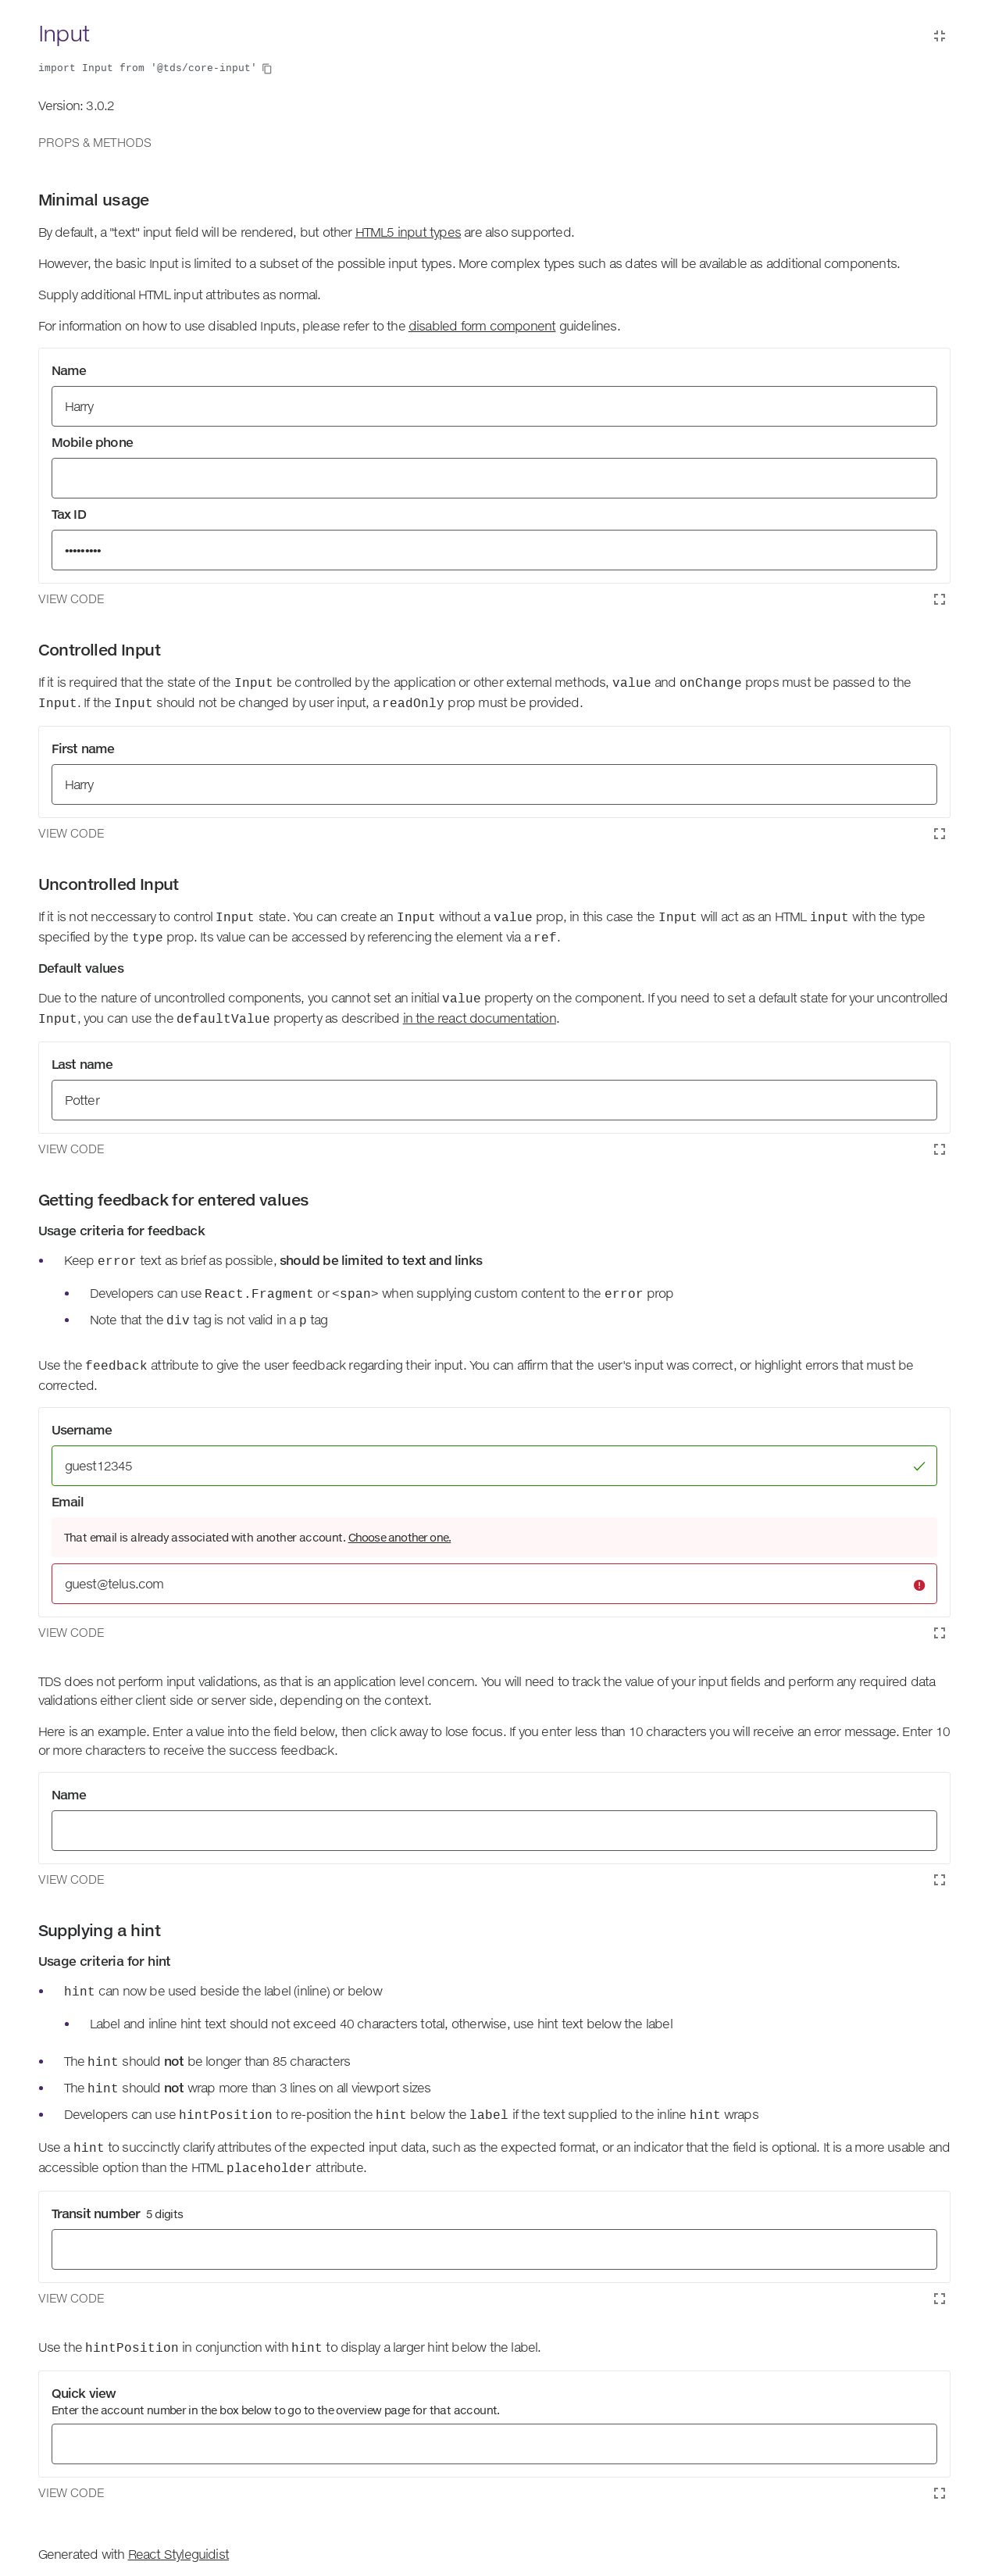 Input
import Input from '@tds/core-input'
Version: 3.0.2
PROPS & METHODS
Minimal usage
By default, a "text" input field will be rendered, but other HTML5 input types are also supported.
However, the basic Input is limited to a subset of the possible input types. More complex types such as dates will be available as additional components.
Supply additional HTML input attributes as normal.
For information on how to use disabled Inputs, please refer to the disabled form component guidelines.
Name
Harry
Mobile phone
Tax ID
•••••••••
VIEW CODE
Controlled Input
If it is required that the state of the Input be controlled by the application or other external methods, value and onChange props must be passed to the
Input. If the Input should not be changed by user input, a readOnly prop must be provided.
First name
Harry
VIEW CODE
Uncontrolled Input
If it is not neccessary to control Input state. You can create an Input without a value prop, in this case the Input will act as an HTML input with the type
specified by the type prop. Its value can be accessed by referencing the element via a ref.
Default values
Due to the nature of uncontrolled components, you cannot set an initial value property on the component. If you need to set a default state for your uncontrolled
Input, you can use the defaultValue property as described in the react documentation.
Last name
Potter
VIEW CODE
Getting feedback for entered values
Usage criteria for feedback
• Keep error text as brief as possible, should be limited to text and links
• Developers can use React.Fragment or <span> when supplying custom content to the error prop
• Note that the div tag is not valid in a p tag
Use the feedback attribute to give the user feedback regarding their input. You can affirm that the user's input was correct, or highlight errors that must be
corrected.
Username
guest12345
Email
That email is already associated with another account. Choose another one.
guest@telus.com
VIEW CODE
TDS does not perform input validations, as that is an application level concern. You will need to track the value of your input fields and perform any required data
validations either client side or server side, depending on the context.
Here is an example. Enter a value into the field below, then click away to lose focus. If you enter less than 10 characters you will receive an error message. Enter 10
or more characters to receive the success feedback.
Name
VIEW CODE
Supplying a hint
Usage criteria for hint
• hint can now be used beside the label (inline) or below
• Label and inline hint text should not exceed 40 characters total, otherwise, use hint text below the label
• The hint should not be longer than 85 characters
• The hint should not wrap more than 3 lines on all viewport sizes
• Developers can use hintPosition to re-position the hint below the label if the text supplied to the inline hint wraps
Use a hint to succinctly clarify attributes of the expected input data, such as the expected format, or an indicator that the field is optional. It is a more usable and
accessible option than the HTML placeholder attribute.
Transit number 5 digits
VIEW CODE
Use the hintPosition in conjunction with hint to display a larger hint below the label.
Quick view
Enter the account number in the box below to go to the overview page for that account.
VIEW CODE
Generated with React Styleguidist